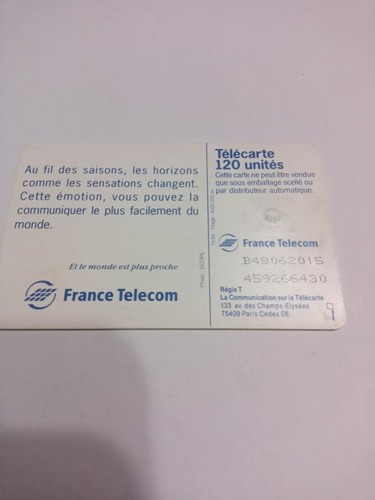 Au fil des saisons, les horizons
comme les sensations changent.
Cette émotion, vous pouvez la
communiquer le plus facilement du
monde.
Et le monde est plus proche
France Telecom
Télécarte
120 unités
Cette carte ne peut être vendue
que sous emballage scellé ou
par distributeur automatique.
France Telecom
B48062015
459266430
Régie T
La Communication sur la Télécarte
133, av. des Champs-Elysées
75409 Paris Cedex 08